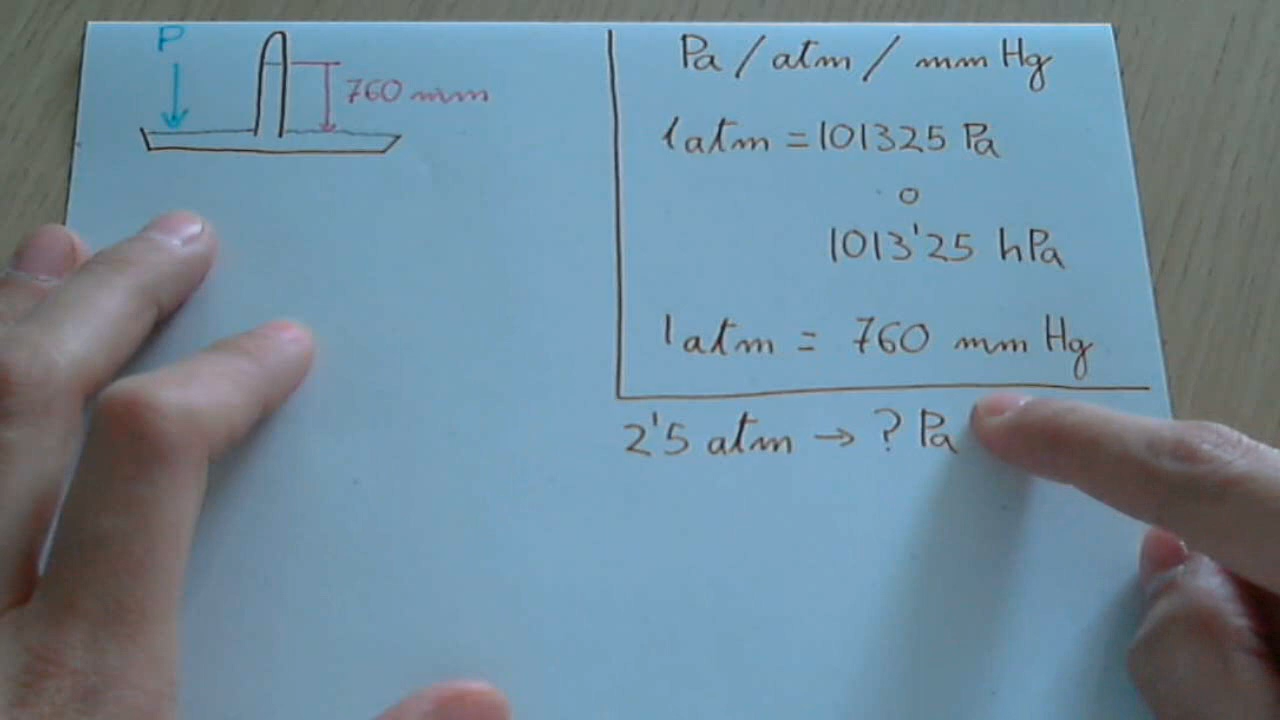 P
760 mm
Pa / atm / mm Hg
1 atm = 101325 Pa
o
1013'25 hPa
1 atm = 760 mm Hg
2'5 atm → ? Pa